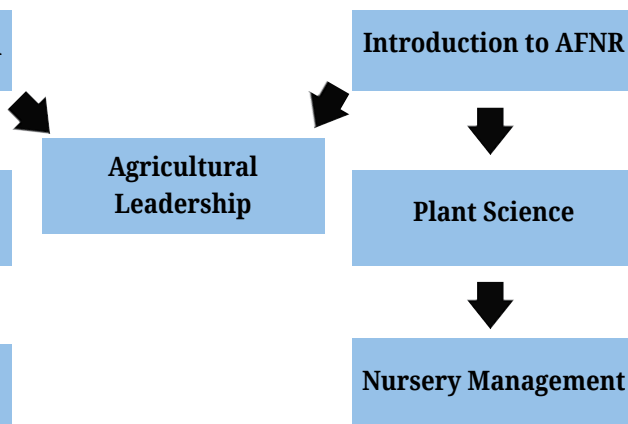 Introduction to AFNR
Agricultural
Leadership
Plant Science
Nursery Management